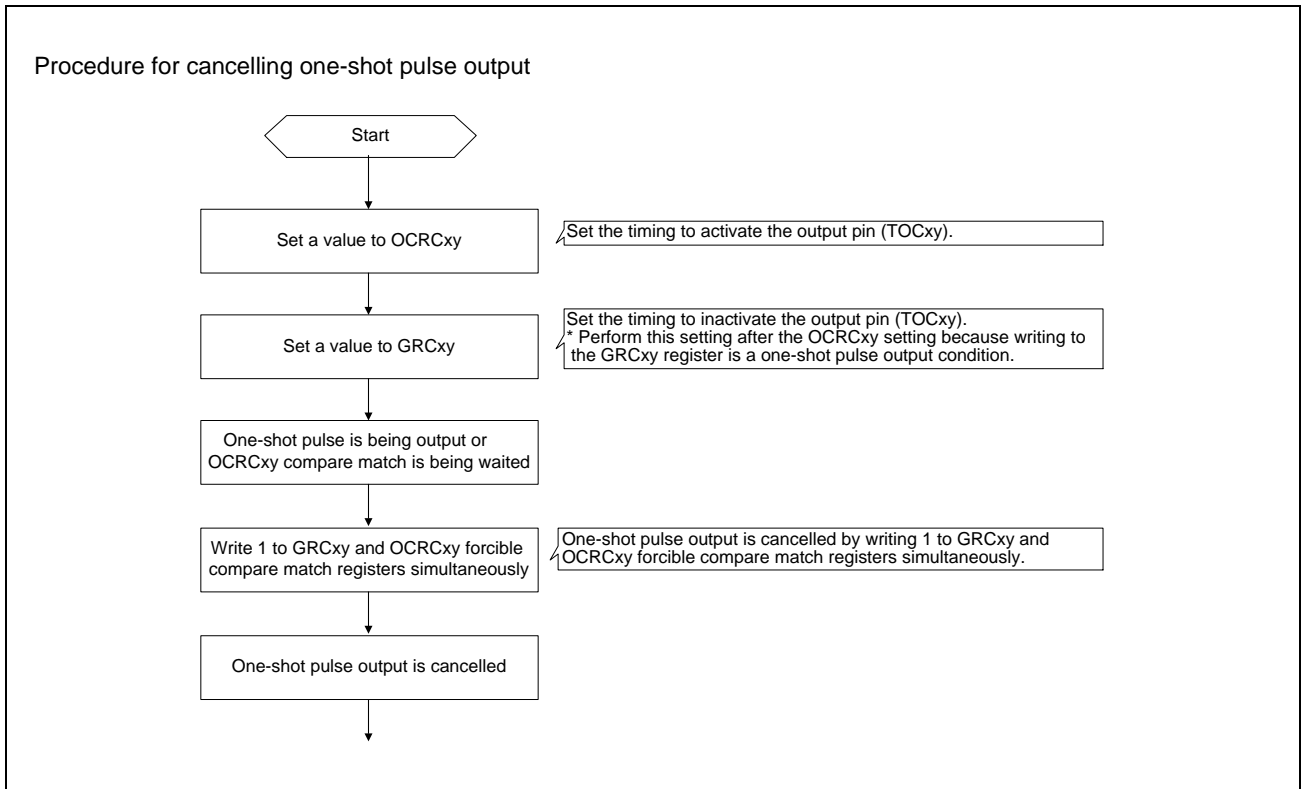 Procedure for cancelling one-shot pulse output
Start
Set a value to OCRCxy
Set the timing to activate the output pin (TOCxy).
Set a value to GRCxy
Set the timing to inactivate the output pin (TOCxy).
* Perform this setting after the OCRCxy setting because writing to
the GRCxy register is a one-shot pulse output condition.
One-shot pulse is being output or
OCRCxy compare match is being waited
Write 1 to GRCxy and OCRCxy forcible
compare match registers simultaneously
One-shot pulse output is cancelled by writing 1 to GRCxy and
OCRCxy forcible compare match registers simultaneously.
One-shot pulse output is cancelled